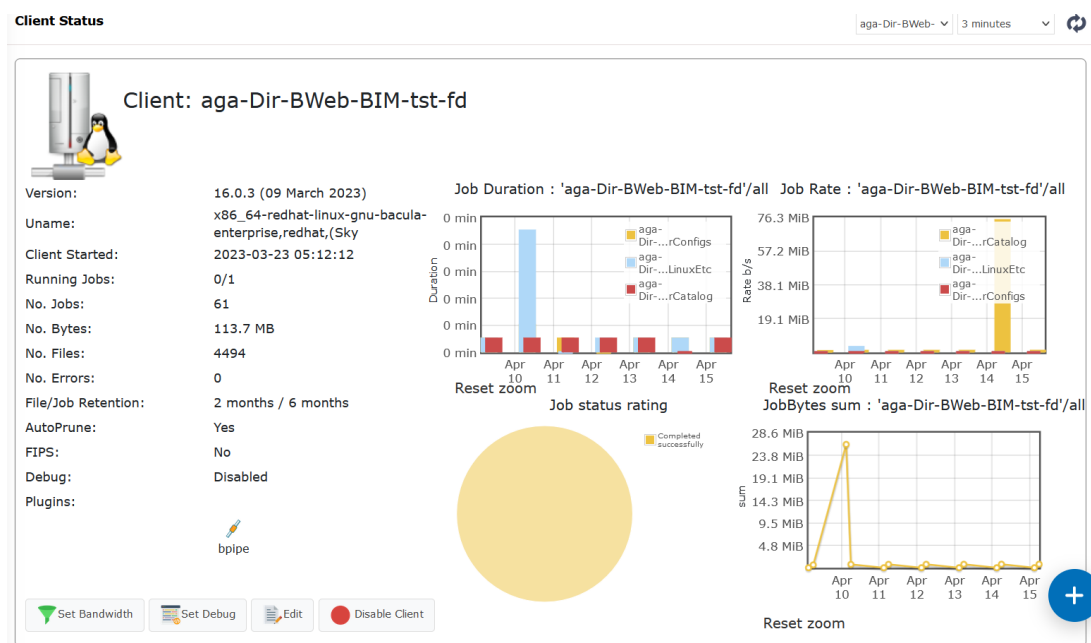 Client Status
aga-Dir-BWeb-
3 minutes
Client: aga-Dir-BWeb-BIM-tst-fd
Version: 16.0.3 (09 March 2023)
Uname: x86_64-redhat-linux-gnu-bacula-
enterprise,redhat,(Sky
Client Started: 2023-03-23 05:12:12
Running Jobs: 0/1
No. Jobs: 61
No. Bytes: 113.7 MB
No. Files: 4494
No. Errors: 0
File/Job Retention: 2 months / 6 months
AutoPrune: Yes
FIPS: No
Debug: Disabled
Plugins:
bpipe
Set Bandwidth
Set Debug
Edit
Disable Client
Job Duration : 'aga-Dir-BWeb-BIM-tst-fd'/all
Duration
0 min
0 min
0 min
0 min
0 min
0 min
aga-
Dir-...rConfigs
aga-
Dir-...LinuxEtc
aga-
Dir-...rCatalog
Apr Apr Apr Apr Apr Apr
10 11 12 13 14 15
Reset zoom
Job Rate : 'aga-Dir-BWeb-BIM-tst-fd'/all
Rate b/s
76.3 MiB
57.2 MiB
38.1 MiB
19.1 MiB
aga-
Dir-...rCatalog
aga-
Dir-...LinuxEtc
aga-
Dir-...rConfigs
Apr Apr Apr Apr Apr Apr
10 11 12 13 14 15
Reset zoom
Job status rating
Completed
successfully
JobBytes sum : 'aga-Dir-BWeb-BIM-tst-fd'/all
sum
28.6 MiB
23.8 MiB
19.1 MiB
14.3 MiB
9.5 MiB
4.8 MiB
Apr Apr Apr Apr Apr Apr
10 11 12 13 14 15
Reset zoom
+